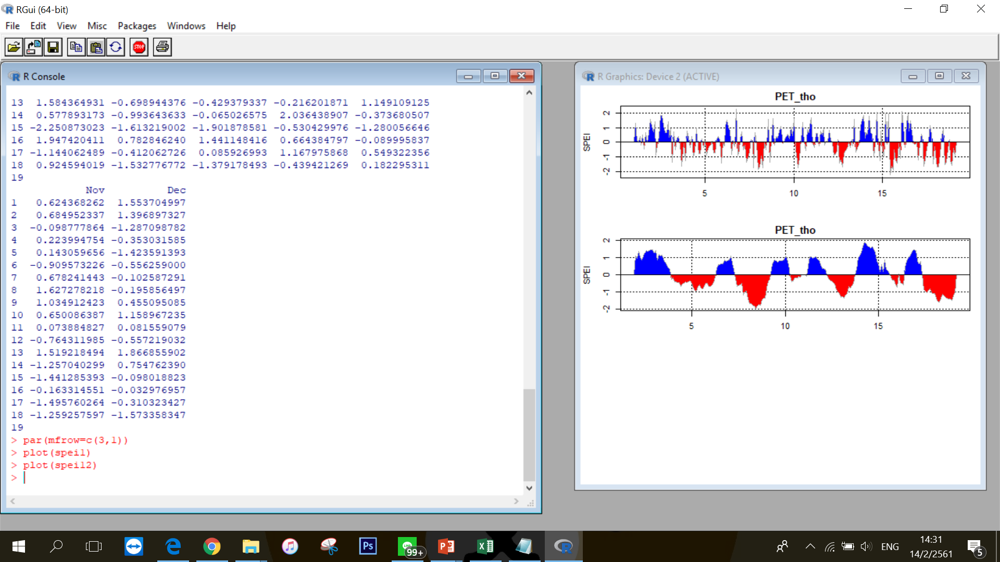 RGui (64-bit)
File Edit View Misc Packages Windows Help
STOP
R Console
13 1.584364931 -0.698944376 -0.429379337 -0.216201871 1.149109125
14 0.577893173 -0.993643633 -0.065026575 2.036438907 -0.373680507
15 -2.250873023 -1.613219002 -1.901878581 -0.530429976 -1.280056646
16 1.947420411 0.782846240 1.441148416 0.664384797 -0.089995837
17 -1.144062489 -0.412062726 0.085926993 1.167975868 0.549322356
18 0.924594019 -1.532776772 -1.379178493 -0.439421269 0.182295311
19
Nov Dec
1 0.624368262 1.553704997
2 0.684952337 1.396897327
3 -0.098777864 -1.287098782
4 0.223994754 -0.353031585
5 0.143059656 -1.423591393
6 -0.909573226 -0.556259000
7 0.678241443 -0.102587291
8 1.627278218 -0.195856497
9 1.034912423 0.455095085
10 0.650086387 1.158967235
11 0.073884827 0.081559079
12 -0.764311985 -0.557219032
13 1.519218494 1.866855902
14 -1.257040299 0.754762390
15 -1.441285393 -0.098018823
16 -0.163314551 -0.032976957
17 -1.495760264 -0.310323427
18 -1.259257597 -1.573358347
19
> par(mfrow=c(3,1))
> plot(spei1)
> plot(spei12)
>
R Graphics: Device 2 (ACTIVE)
PET_tho
SPEI
2
1
0
-1
-2
5 10 15
PET_tho
SPEI
2
1
0
-1
-2
5 10 15
Ps
LINE
99+
ENG
14:31
14/2/2561
5